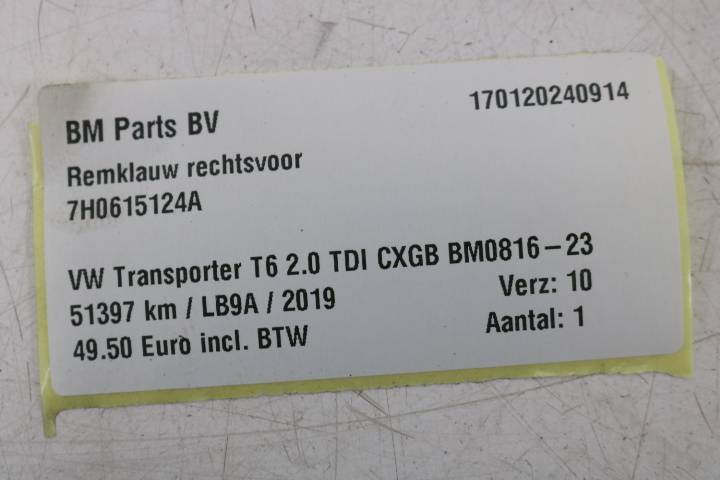 BM Parts BV 170120240914
Remklauw rechtsvoor
7H0615124A
VW Transporter T6 2.0 TDI CXGB BM0816-23
51397 km / LB9A / 2019 Verz: 10
49.50 Euro incl. BTW Aantal: 1